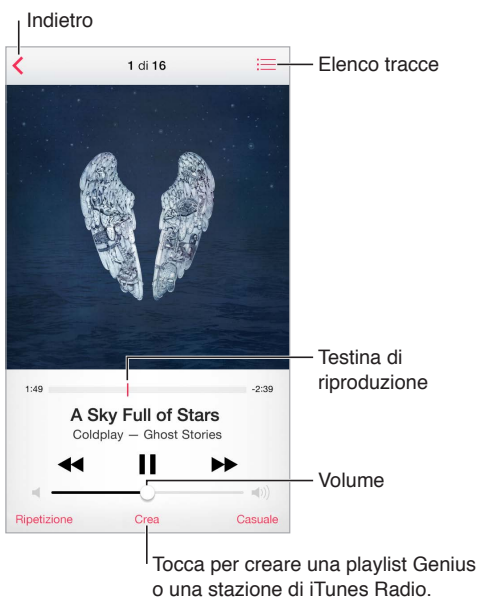 Indietro
1 di 16
Elenco tracce
Testina di
riproduzione
1:49
-2:39
A Sky Full of Stars
Coldplay — Ghost Stories
Volume
Ripetizione
Crea
Casuale
Tocca per creare una playlist Genius
o una stazione di iTunes Radio.